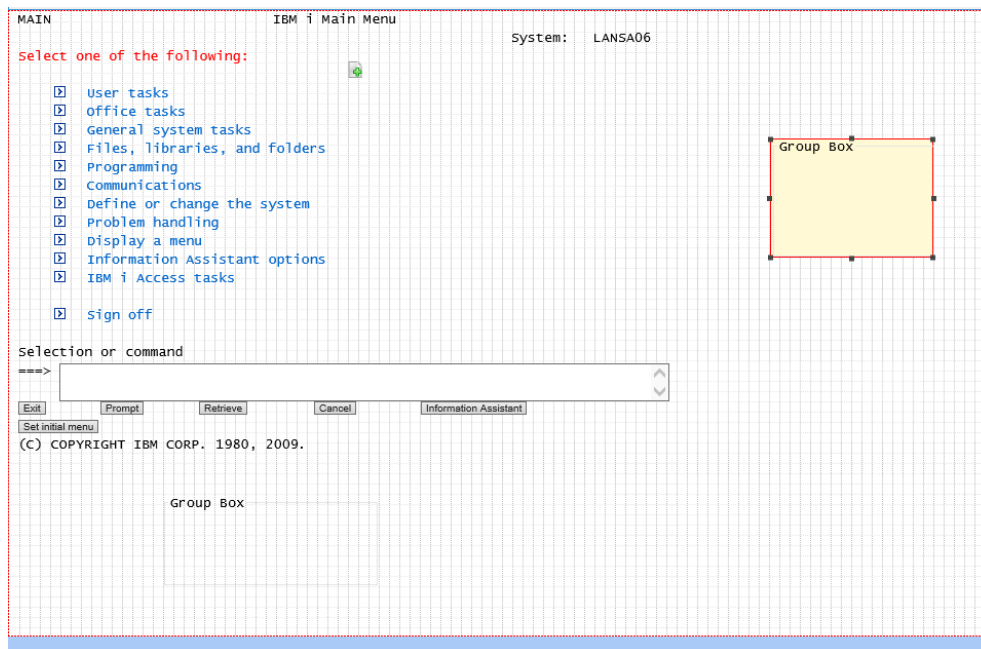 MAIN IBM i Main Menu
System: LANSA06
Select one of the following:
User tasks
Office tasks
General system tasks
Files, libraries, and folders
Group Box
Programming
Communications
Define or change the system
Problem handling
Display a menu
Information Assistant options
IBM i Access tasks
Sign off
Selection or command
===>
Exit Prompt Retrieve Cancel Information Assistant
Set initial menu
(C) COPYRIGHT IBM CORP. 1980, 2009.
Group Box